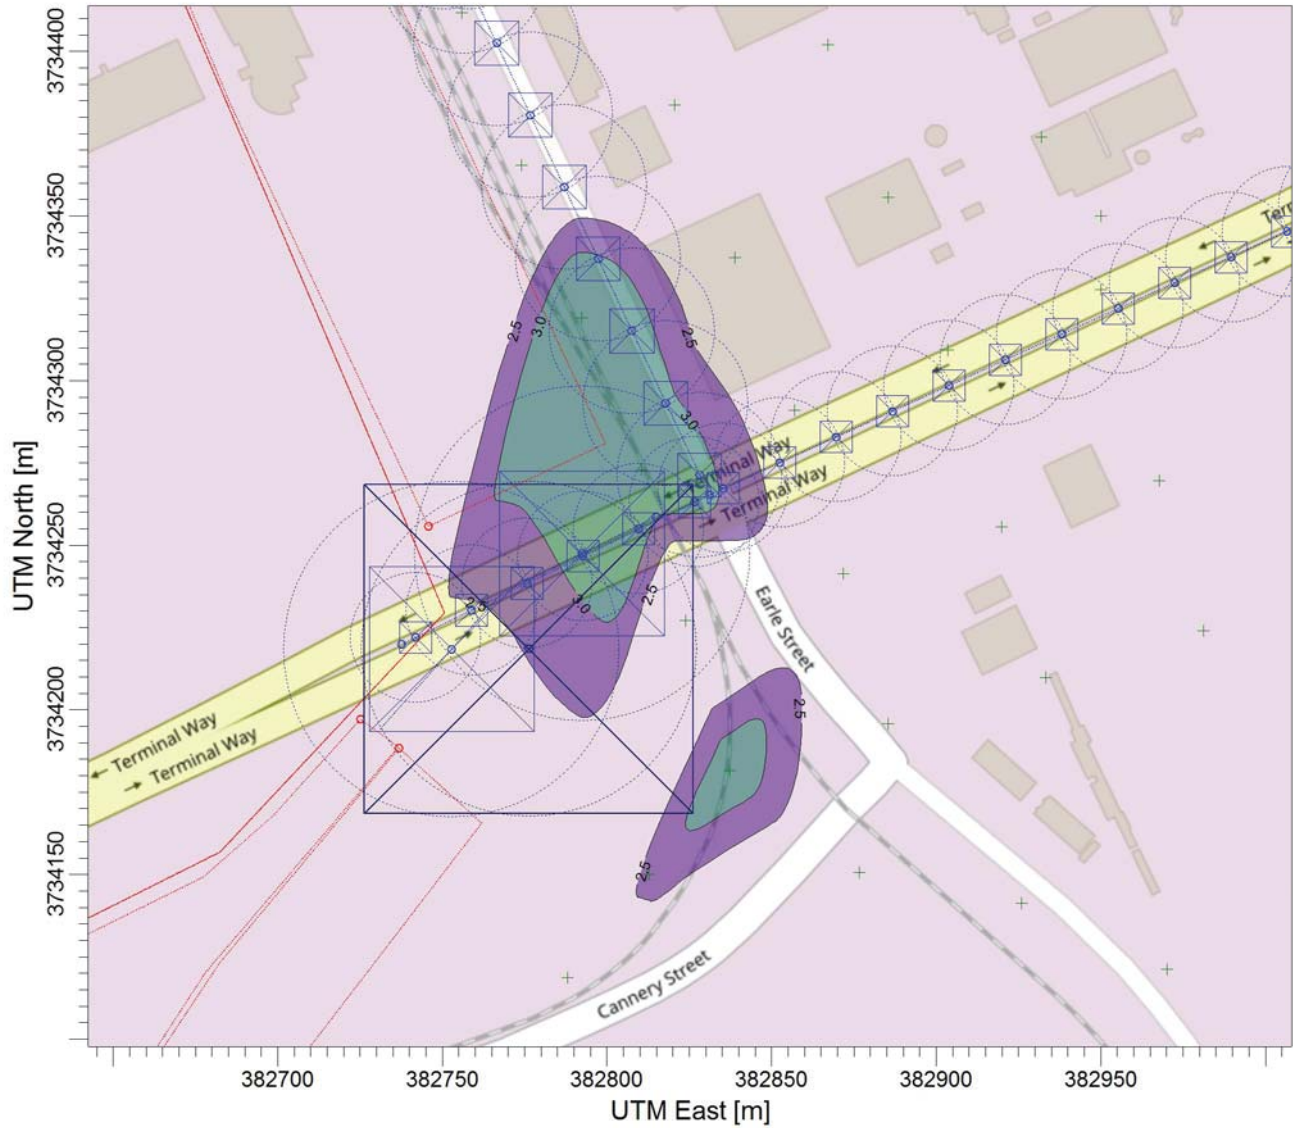 3734400
3734350
3734300
3734250
3734200
3734150
UTM North [m]
2.5
3.0
2.5
3.0
2.5
3.0
2.5
2.5
2.5
Terminal Way
Terminal Way
Terminal Way
Terminal Way
Terr
Earle Street
Cannery Street
382700
382750
382800
382850
382900
382950
UTM East [m]